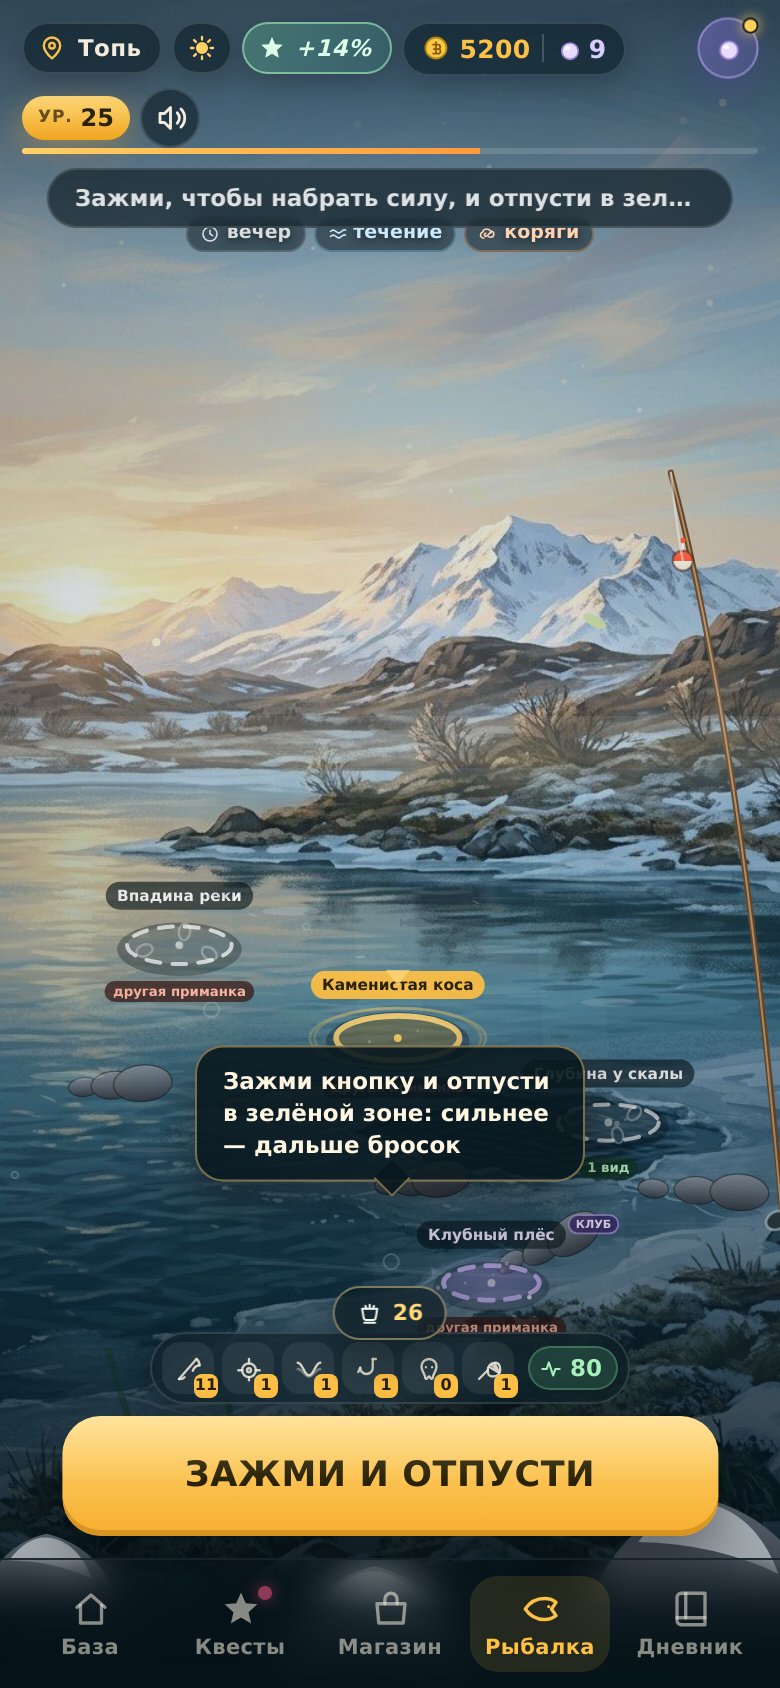 Топь
+14%
5200
9
УР. 25
Зажми, чтобы набрать силу, и отпусти в зел...
вечер
течение
коряги
Впадина реки
другая приманка
Каменистая коса
Зажми кнопку и отпусти
в зелёной зоне: сильнее
— дальше бросок
Глубина у скалы
1 вид
КЛУБ
Клубный плёс
другая приманка
26
11
1
1
1
0
1
80
ЗАЖМИ И ОТПУСТИ
База
Квесты
Магазин
Рыбалка
Дневник